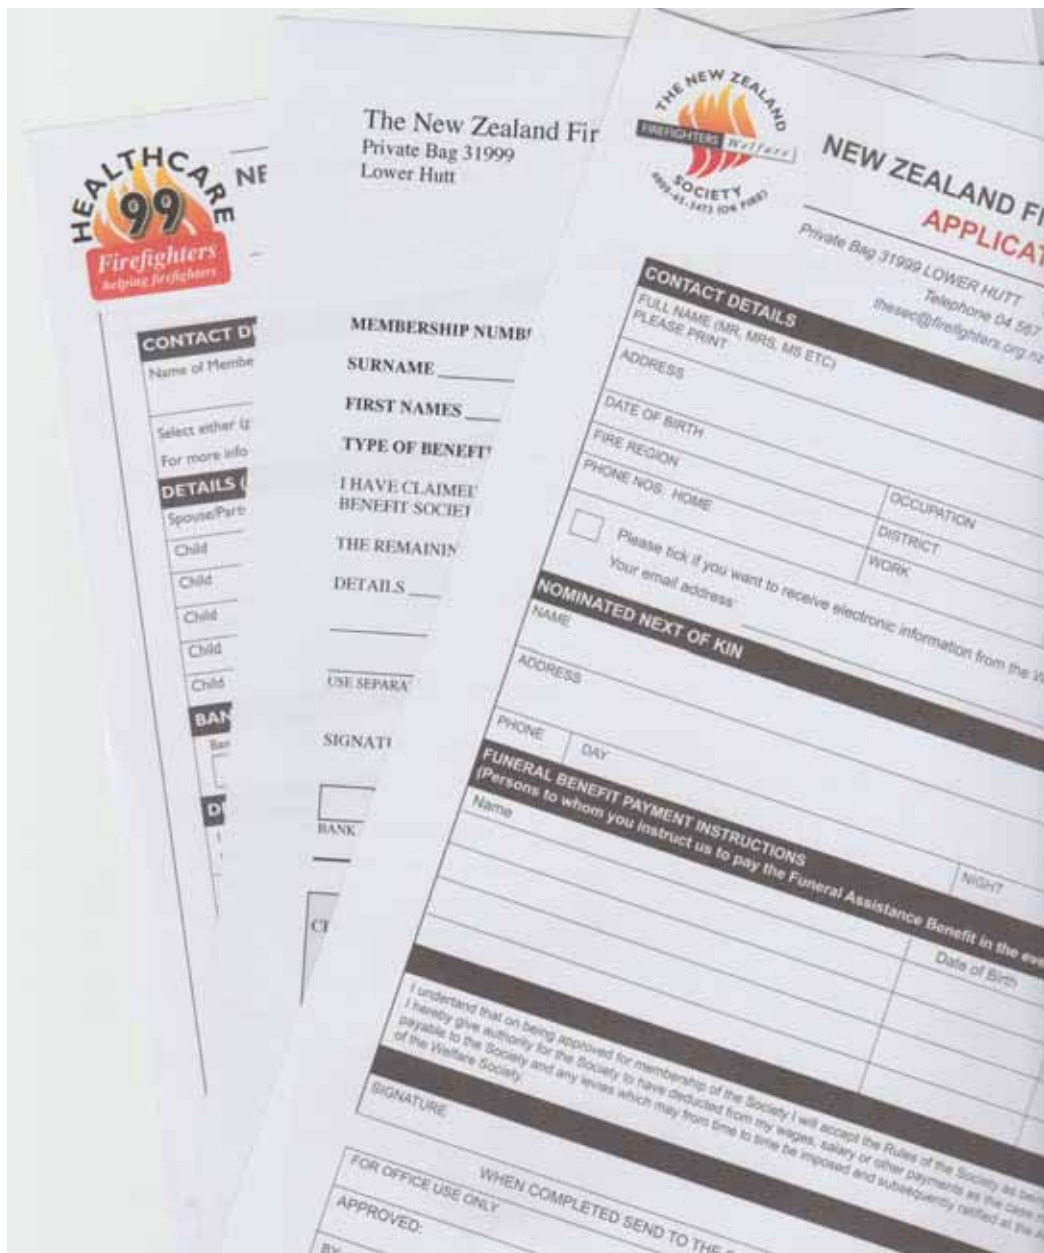 HEALTHCARE
99
Firefighters
helping firefighters
NE
CONTACT D
Name of Membe
Select either (
For more info
DETAILS (
Spouse/Part
Child
Child
Child
Child
Child
BAN
Ban
D
The New Zealand Fir
Private Bag 31999
Lower Hutt
MEMBERSHIP NUMB
SURNAME
FIRST NAMES
TYPE OF BENEFIT
I HAVE CLAIMED
BENEFIT SOCIET
THE REMAININ
DETAILS
USE SEPARA
SIGNATU
BANK
CH
THE NEW ZEALAND
FIREFIGHTERS Welfare
SOCIETY
0800-45-3473 (ON FIRE)
NEW ZEALAND FI
APPLICAT
Private Bag 31999 LOWER HUTT
Telephone 04 567
thesec@firefighters.org.nz
CONTACT DETAILS
FULL NAME (MR, MRS, MS ETC)
PLEASE PRINT
ADDRESS
DATE OF BIRTH
FIRE REGION
OCCUPATION
PHONE NOS: HOME
DISTRICT
WORK
Please tick if you want to receive electronic information from the W
Your email address
NOMINATED NEXT OF KIN
NAME
ADDRESS
PHONE DAY
NIGHT
FUNERAL BENEFIT PAYMENT INSTRUCTIONS
(Persons to whom you instruct us to pay the Funeral Assistance Benefit in the eve
Name
Date of Birth
I undertand that on being approved for membership of the Society I will accept the Rules of the Society as bein
I hereby give authority for the Society to have deducted from my wages, salary or other payments as the case m
payable to the Society and any levies which may from time to time be imposed and subsequently ratified at the
of the Welfare Society.
SIGNATURE
WHEN COMPLETED SEND TO THE
FOR OFFICE USE ONLY
APPROVED:
BY